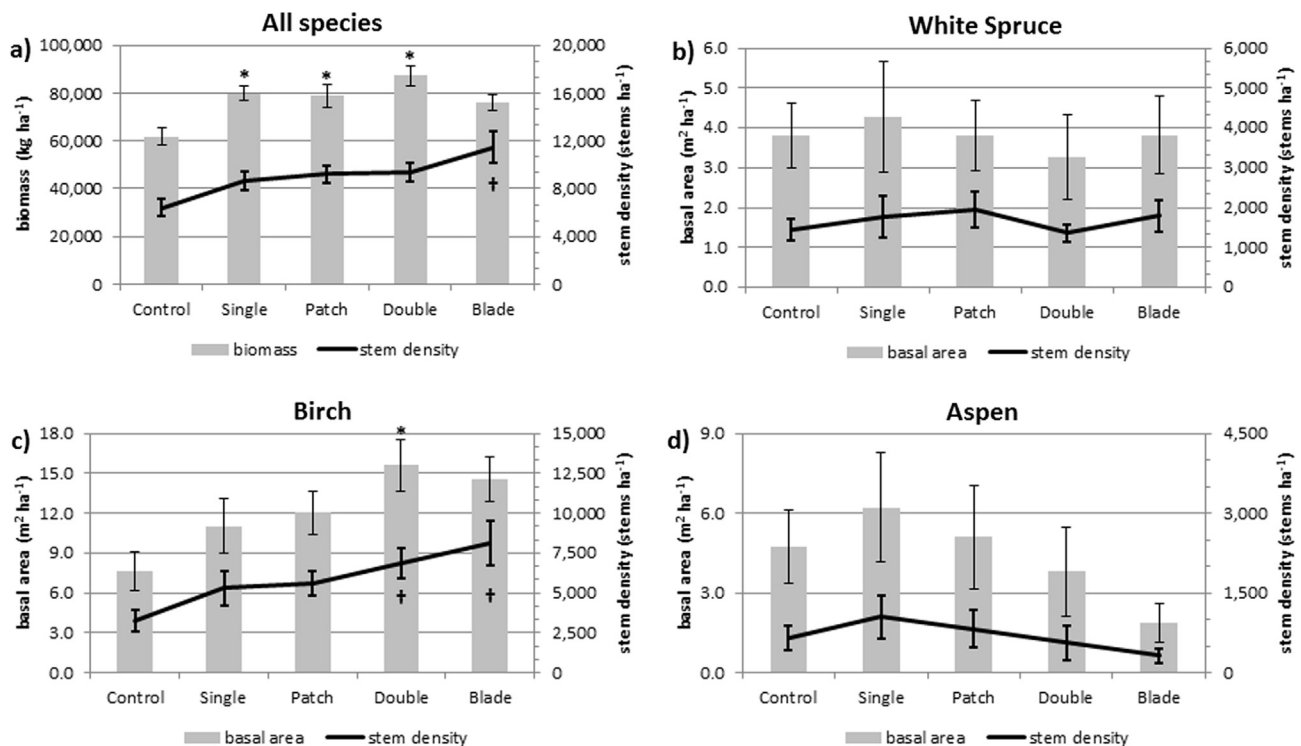 All species
a)
biomass (kg ha⁻¹)
100,000
80,000
60,000
40,000
20,000
0
*
*
*
†
20,000
16,000
12,000
8,000
4,000
0
stem density (stems ha⁻¹)
Control Single Patch Double Blade
biomass stem density
White Spruce
b)
basal area (m² ha⁻¹)
6.0
5.0
4.0
3.0
2.0
1.0
0.0
6,000
5,000
4,000
3,000
2,000
1,000
0
stem density (stems ha⁻¹)
Control Single Patch Double Blade
basal area stem density
Birch
c)
basal area (m² ha⁻¹)
18.0
15.0
12.0
9.0
6.0
3.0
0.0
*
†
†
15,000
12,500
10,000
7,500
5,000
2,500
0
stem density (stems ha⁻¹)
Control Single Patch Double Blade
basal area stem density
Aspen
d)
basal area (m² ha⁻¹)
9.0
6.0
3.0
0.0
4,500
3,000
1,500
0
stem density (stems ha⁻¹)
Control Single Patch Double Blade
basal area stem density